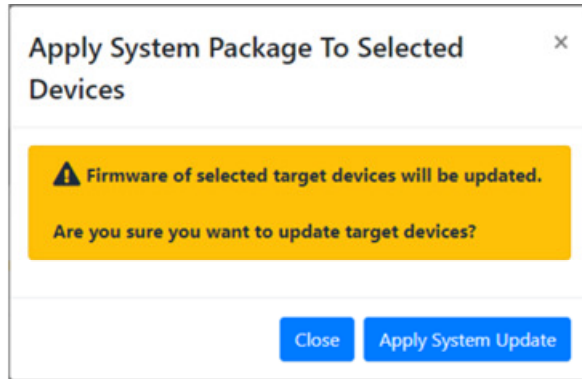 Apply System Package To Selected
Devices
×
Firmware of selected target devices will be updated.
Are you sure you want to update target devices?
Close
Apply System Update